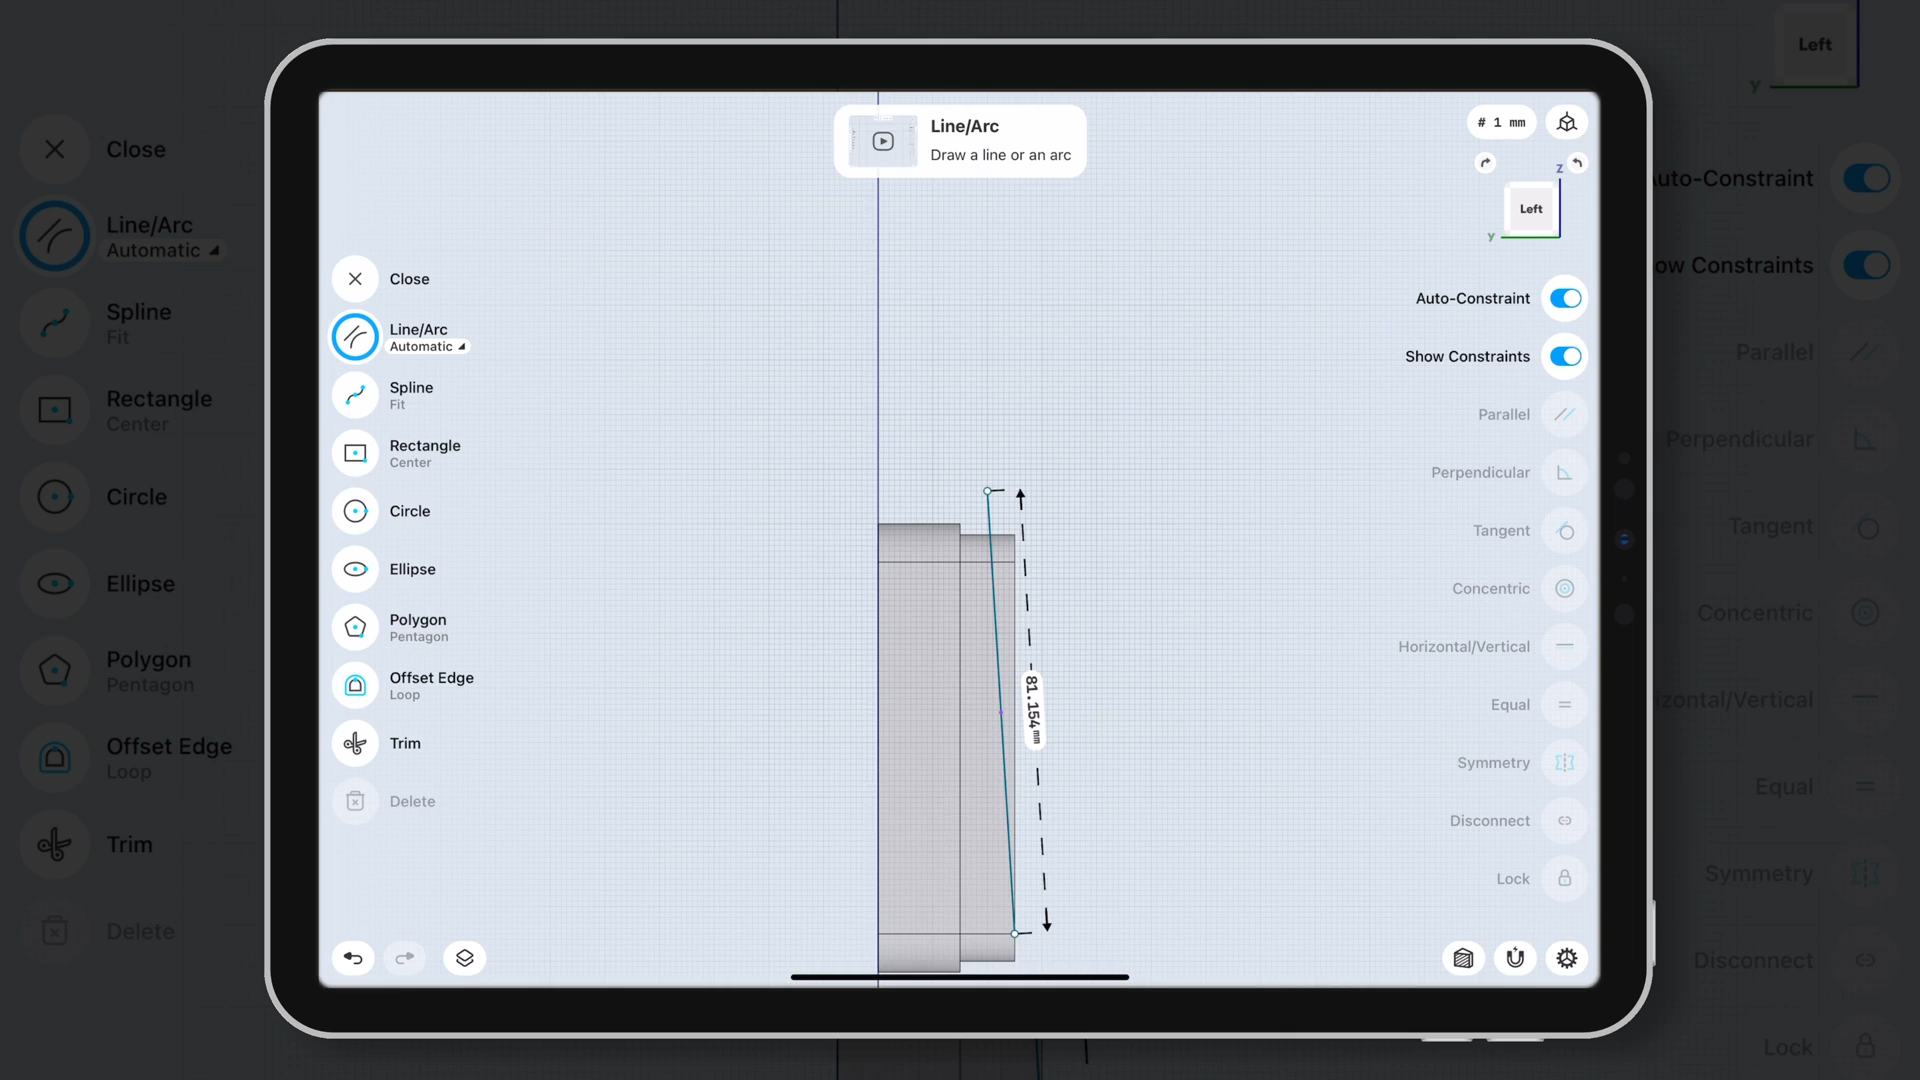 Left
Y
Close
Line/Arc
Automatic
Spline
Fit
Rectangle
Center
Circle
Ellipse
Polygon
Pentagon
Offset Edge
Loop
Trim
Delete
Line/Arc
Draw a line or an arc
# 1 mm
Z
Left
Y
Close
Line/Arc
Automatic
Spline
Fit
Rectangle
Center
Circle
Ellipse
Polygon
Pentagon
Offset Edge
Loop
Trim
Delete
81.154 mm
Auto-Constraint
Show Constraints
Parallel
Perpendicular
Tangent
Concentric
Horizontal/Vertical
Equal
Symmetry
Disconnect
Lock
uto-Constraint
ow Constraints
Parallel
Perpendicular
Tangent
Concentric
izontal/Vertical
Equal
Symmetry
Disconnect
Lock